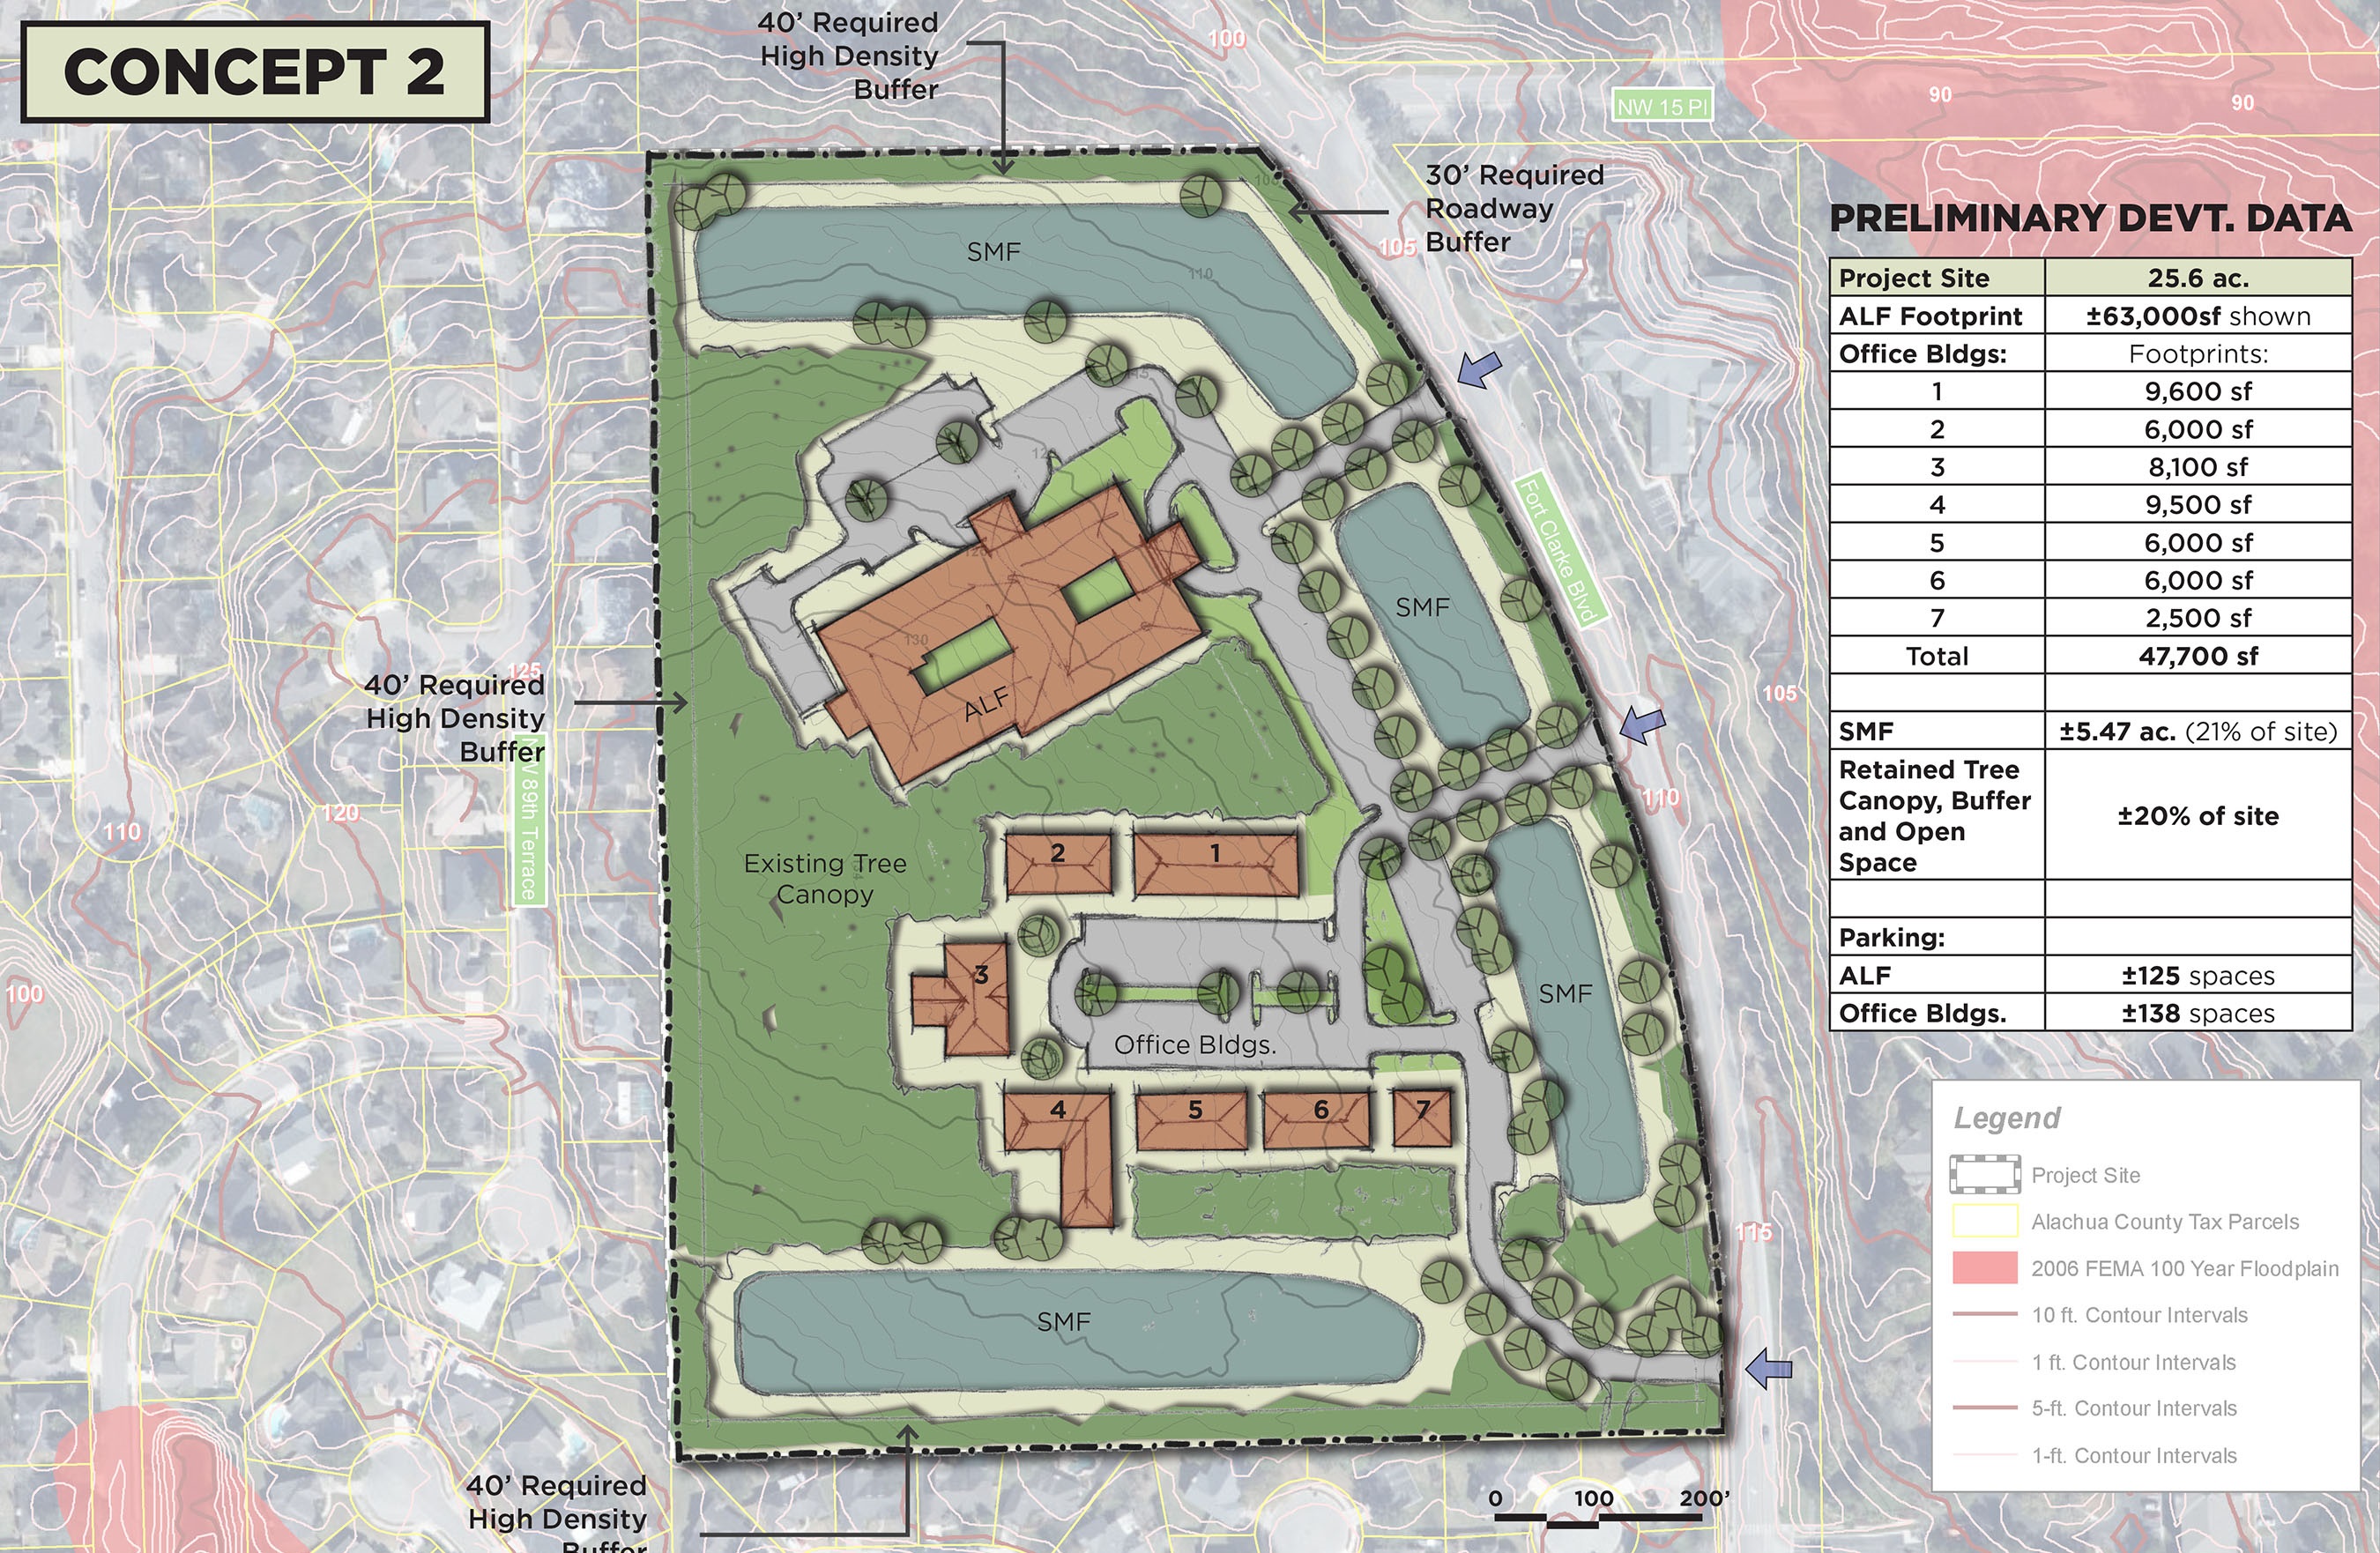 CONCEPT 2
40’ Required
High Density
Buffer
100
NW 15 Pl
90
90
30’ Required
Roadway
Buffer
105
SMF
110
PRELIMINARY DEVT. DATA
Project Site 25.6 ac.
ALF Footprint ±63,000sf shown
Office Bldgs: Footprints:
1 9,600 sf
2 6,000 sf
3 8,100 sf
4 9,500 sf
5 6,000 sf
6 6,000 sf
7 2,500 sf
Total 47,700 sf
SMF ±5.47 ac. (21% of site)
Retained Tree
Canopy, Buffer
and Open
Space
±20% of site
Parking:
ALF ±125 spaces
Office Bldgs. ±138 spaces
Fort Clarke Blvd
SMF
130
ALF
125
40’ Required
High Density
Buffer
NW 89th Terrace
105
110
120
110
100
Existing Tree
Canopy
2
1
3
SMF
Office Bldgs.
4
5
6
7
115
SMF
Legend
Project Site
Alachua County Tax Parcels
2006 FEMA 100 Year Floodplain
10 ft. Contour Intervals
1 ft. Contour Intervals
5-ft. Contour Intervals
1-ft. Contour Intervals
40’ Required
High Density
Buffer
0 100 200’